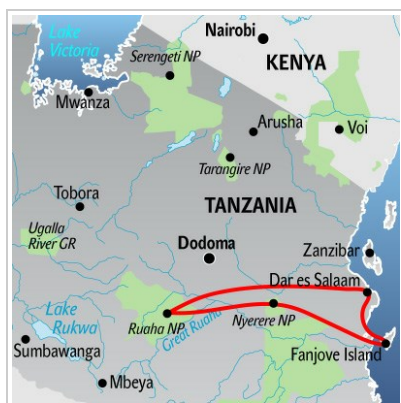 Lake
Victoria
Nairobi
Serengeti NP
KENYA
Mwanza
Arusha
Voi
Tarangire NP
Tobora
TANZANIA
Ugalla
River GR
Dodoma
Zanzibar
Dar es Salaam
Lake
Rukwa
Ruaha NP
Great Ruaha
Nyerere NP
Sumbawanga
Fanjove Island
Mbeya